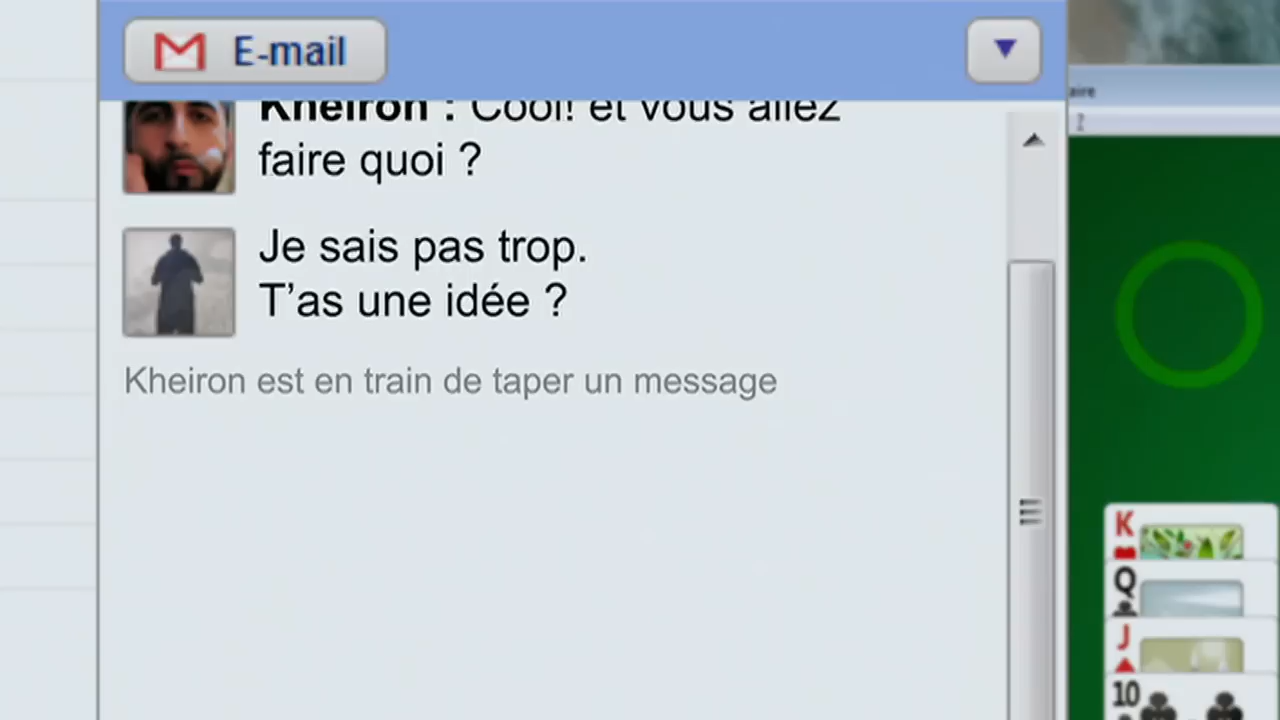 E-mail
aire
?
Kheiron : Cool! et vous allez
faire quoi ?
Je sais pas trop.
T’as une idée ?
Kheiron est en train de taper un message
K
Q
J
10